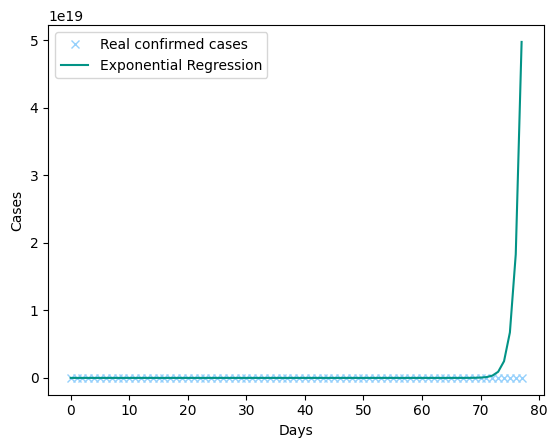 1e19
Real confirmed cases
Exponential Regression
5
4
3
2
1
0
Cases
0 10 20 30 40 50 60 70 80
Days